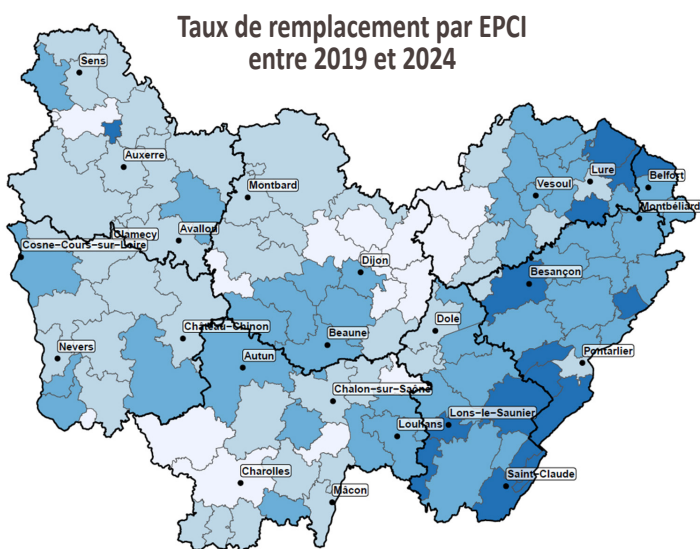 Taux de remplacement par EPCI
entre 2019 et 2024
Sens
Auxerre
Montbard
Lure
Belfort
Vesoul
Montbéliard
Clamecy
Avallon
Cosne-Cours-sur-Loire
Dijon
Besançon
Château-Chinon
Beaune
Dole
Nevers
Autun
Pontarlier
Chalon-sur-Saône
Lons-le-Saunier
Louhans
Charolles
Saint-Claude
Mâcon